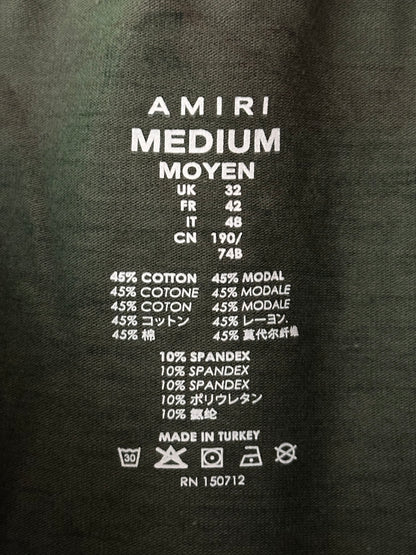 AMIRI
MEDIUM
MOYEN
UK 32
FR 42
IT 48
CN 190/
74B
45% COTTON 45% MODAL
45% COTONE 45% MODALE
45% COTON 45% MODALE
45% コットン 45% レーヨン.
45% 棉 45% 莫代尔纤维
10% SPANDEX
10% SPANDEX
10% SPANDEX
10% ポリウレタン
10% 氨纶
MADE IN TURKEY
30
RN 150712